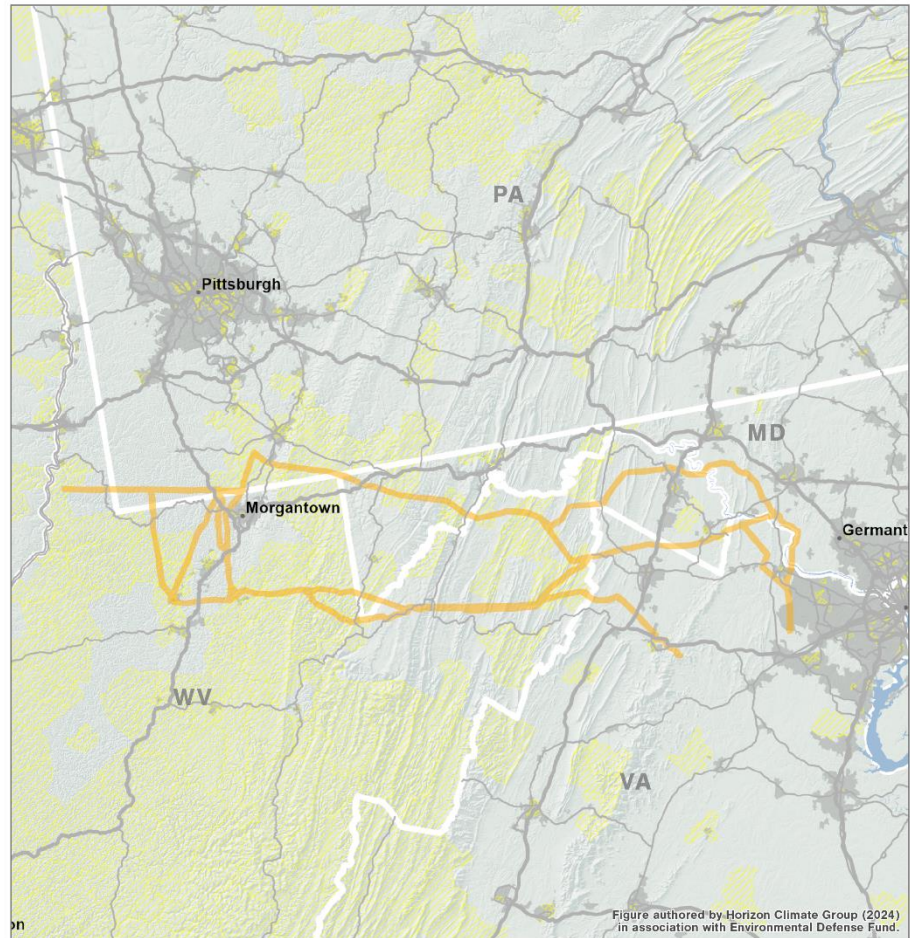 PA
Pittsburgh
MD
Morgantown
Germant
WV
VA
Figure authored by Horizon Climate Group (2024)
in association with Environmental Defense Fund.
on